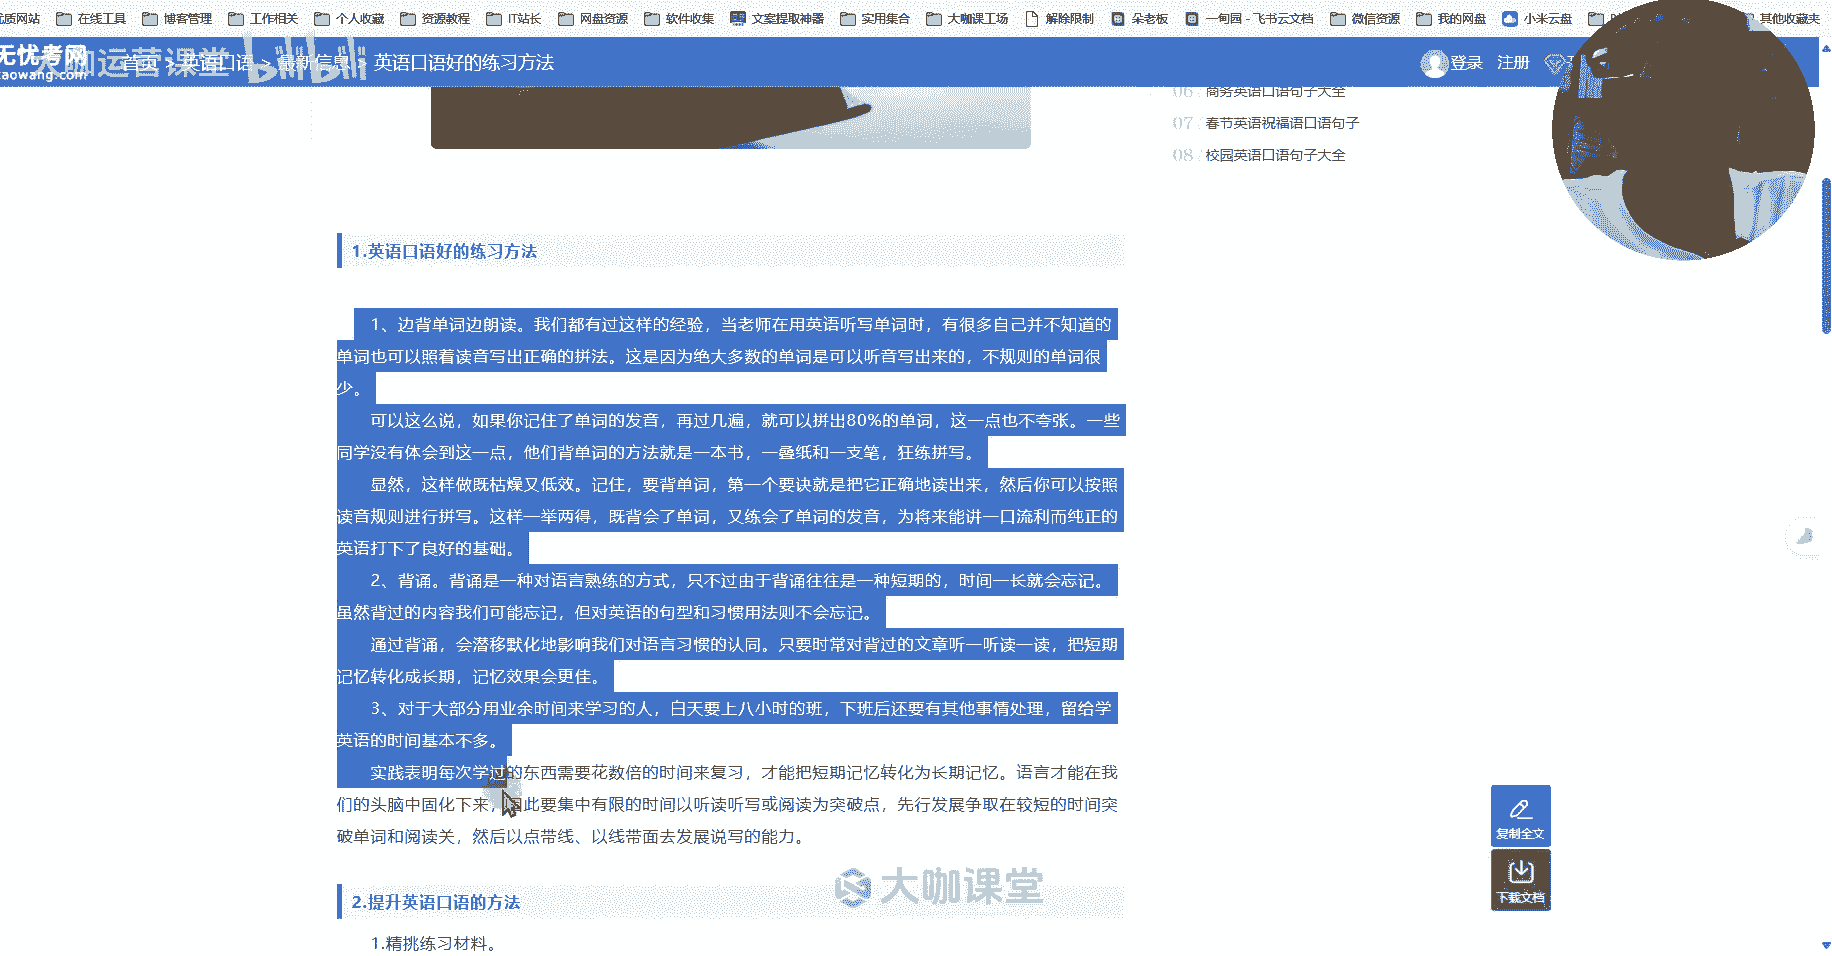 优质网站 在线工具 博客管理 工作相关 个人收藏 资源教程 IT站长 网盘资源 软件收集 文案提取神器 实用集合 大咖课工场 解除限制 朵老板 一甸园 - 飞书云文档 微信资源 我的网盘 小米云盘 其他收藏夹
无忧考网
aowang.com
大咖运营课堂 bilibili
首页 > 英语口语 > 最新信息 > 英语口语好的练习方法
登录 注册
06 商务英语口语句子大全
07 春节英语祝福语口语句子
08 校园英语口语句子大全
1.英语口语好的练习方法
1、边背单词边朗读。我们都有过这样的经验，当老师在用英语听写单词时，有很多自己并不知道的
单词也可以照着读音写出正确的拼法。这是因为绝大多数的单词是可以听音写出来的，不规则的单词很
少。
可以这么说，如果你记住了单词的发音，再过几遍，就可以拼出80%的单词，这一点也不夸张。一些
同学没有体会到这一点，他们背单词的方法就是一本书，一叠纸和一支笔，狂练拼写。
显然，这样做既枯燥又低效。记住，要背单词，第一个要诀就是把它正确地读出来，然后你可以按照
读音规则进行拼写。这样一举两得，既背会了单词，又练会了单词的发音，为将来能讲一口流利而纯正的
英语打下了良好的基础。
2、背诵。背诵是一种对语言熟练的方式，只不过由于背诵往往是一种短期的，时间一长就会忘记。
虽然背过的内容我们可能忘记，但对英语的句型和习惯用法则不会忘记。
通过背诵，会潜移默化地影响我们对语言习惯的认同。只要时常对背过的文章听一听读一读，把短期
记忆转化成长期，记忆效果会更佳。
3、对于大部分用业余时间来学习的人，白天要上八小时的班，下班后还要有其他事情处理，留给学
英语的时间基本不多。
实践表明每次学过的东西需要花数倍的时间来复习，才能把短期记忆转化为长期记忆。语言才能在我
们的头脑中固化下来，因此要集中有限的时间以听读听写或阅读为突破点，先行发展争取在较短的时间突
破单词和阅读关，然后以点带线、以线带面去发展说写的能力。
复制全文
下载文档
大咖课堂
2.提升英语口语的方法
1.精挑练习材料。